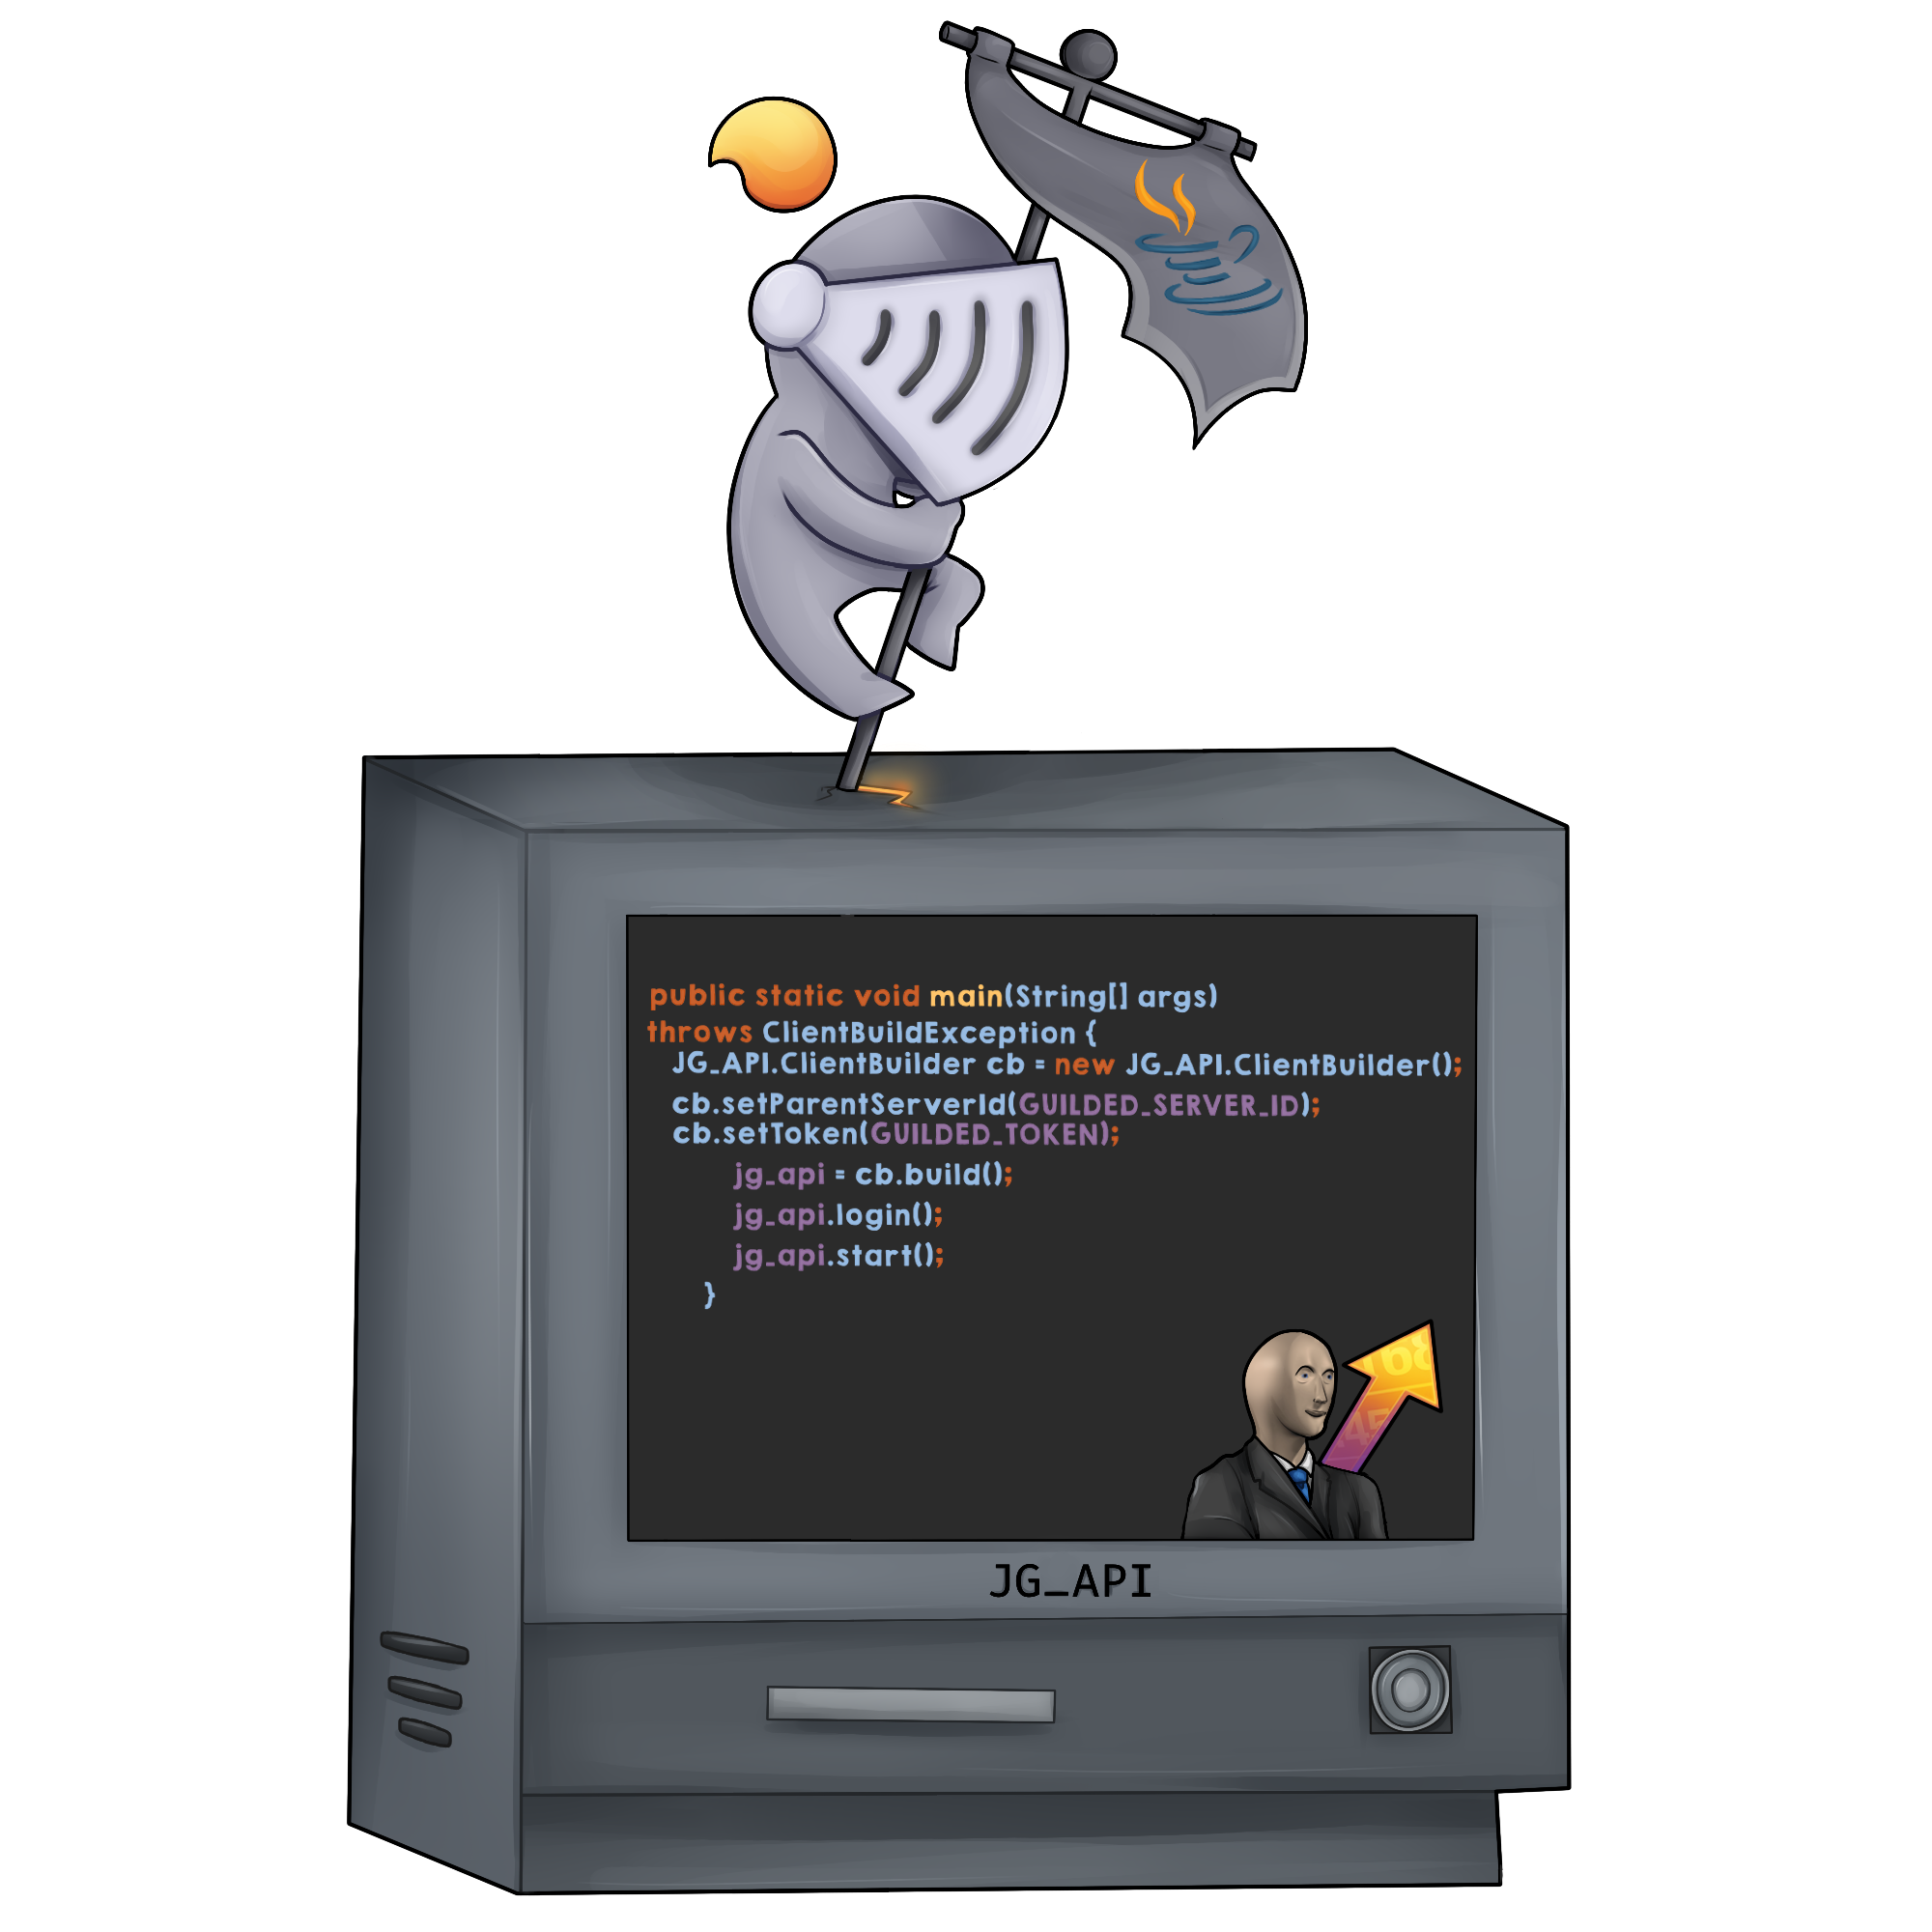 public static void main(String[] args)
throws ClientBuildException {
JG_API.ClientBuilder cb = new JG_API.ClientBuilder();
cb.setParentServerId(GUILDED_SERVER_ID);
cb.setToken(GUILDED_TOKEN);
jg_api = cb.build();
jg_api.login();
jg_api.start();
}
JG_API